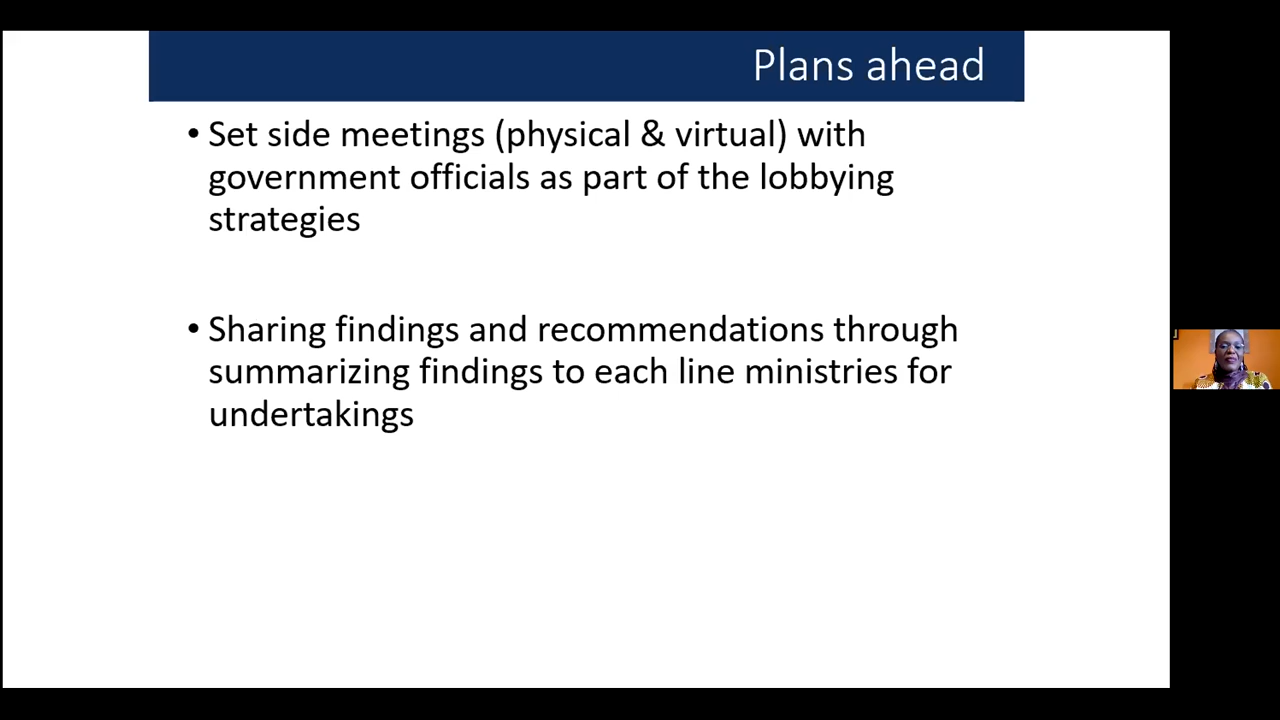 Plans ahead
• Set side meetings (physical & virtual) with
government officials as part of the lobbying
strategies
• Sharing findings and recommendations through
summarizing findings to each line ministries for
undertakings